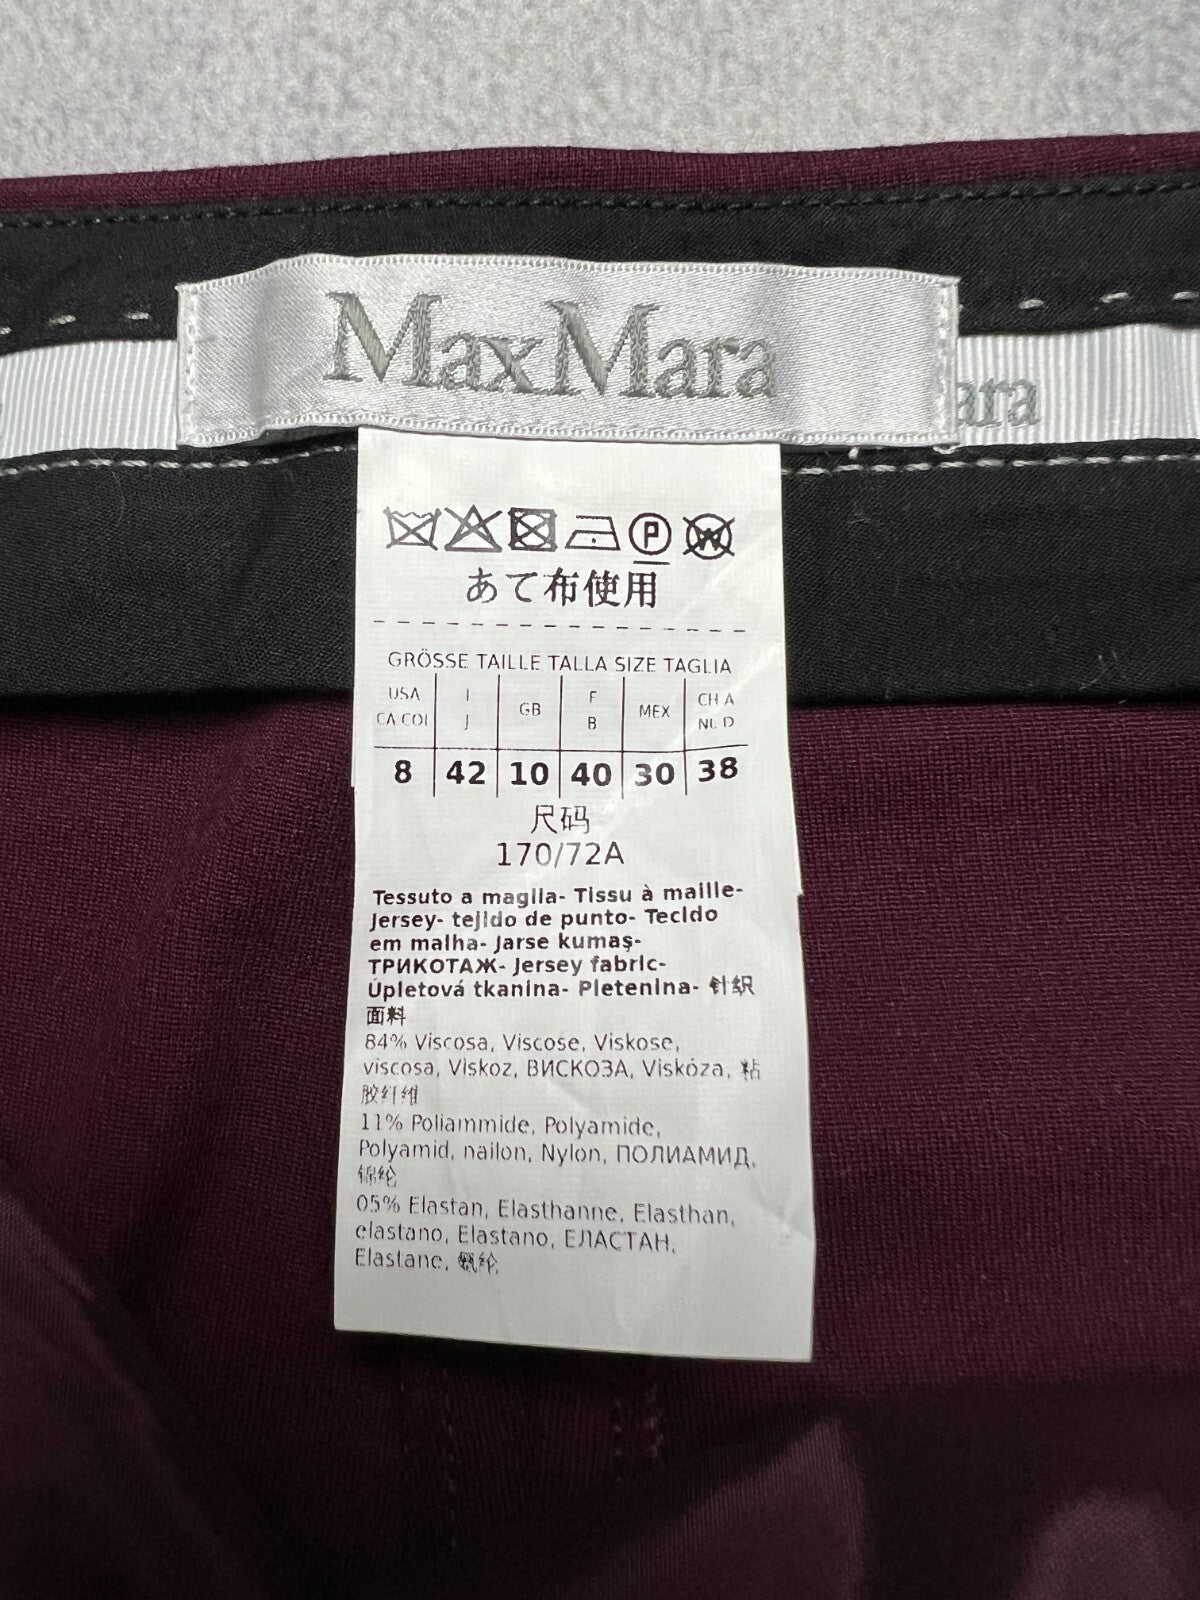 MaxMara
ara
P
W
あて布使用
GRÖSSE TAILLE TALLA SIZE TAGLIA
USA I GB F MEX CH A
CA COL J B NL D
8 42 10 40 30 38
尺码
170/72A
Tessuto a maglia- Tissu à maille-
Jersey- tejido de punto- Tecido
em malha- Jarse kumaş-
ТРИКОТАЖ- Jersey fabric-
Úpletová tkanina- Pletenina- 针织
面料
84% Viscosa, Viscose, Viskose,
viscosa, Viskoz, ВИСКОЗА, Viskóza, 粘
胶纤维
11% Poliammide, Polyamide,
Polyamid, nailon, Nylon, ПОЛИАМИД,
锦纶
05% Elastan, Elasthanne, Elasthan,
elastano, Elastano, ЕЛАСТАН,
Elastane, 氨纶